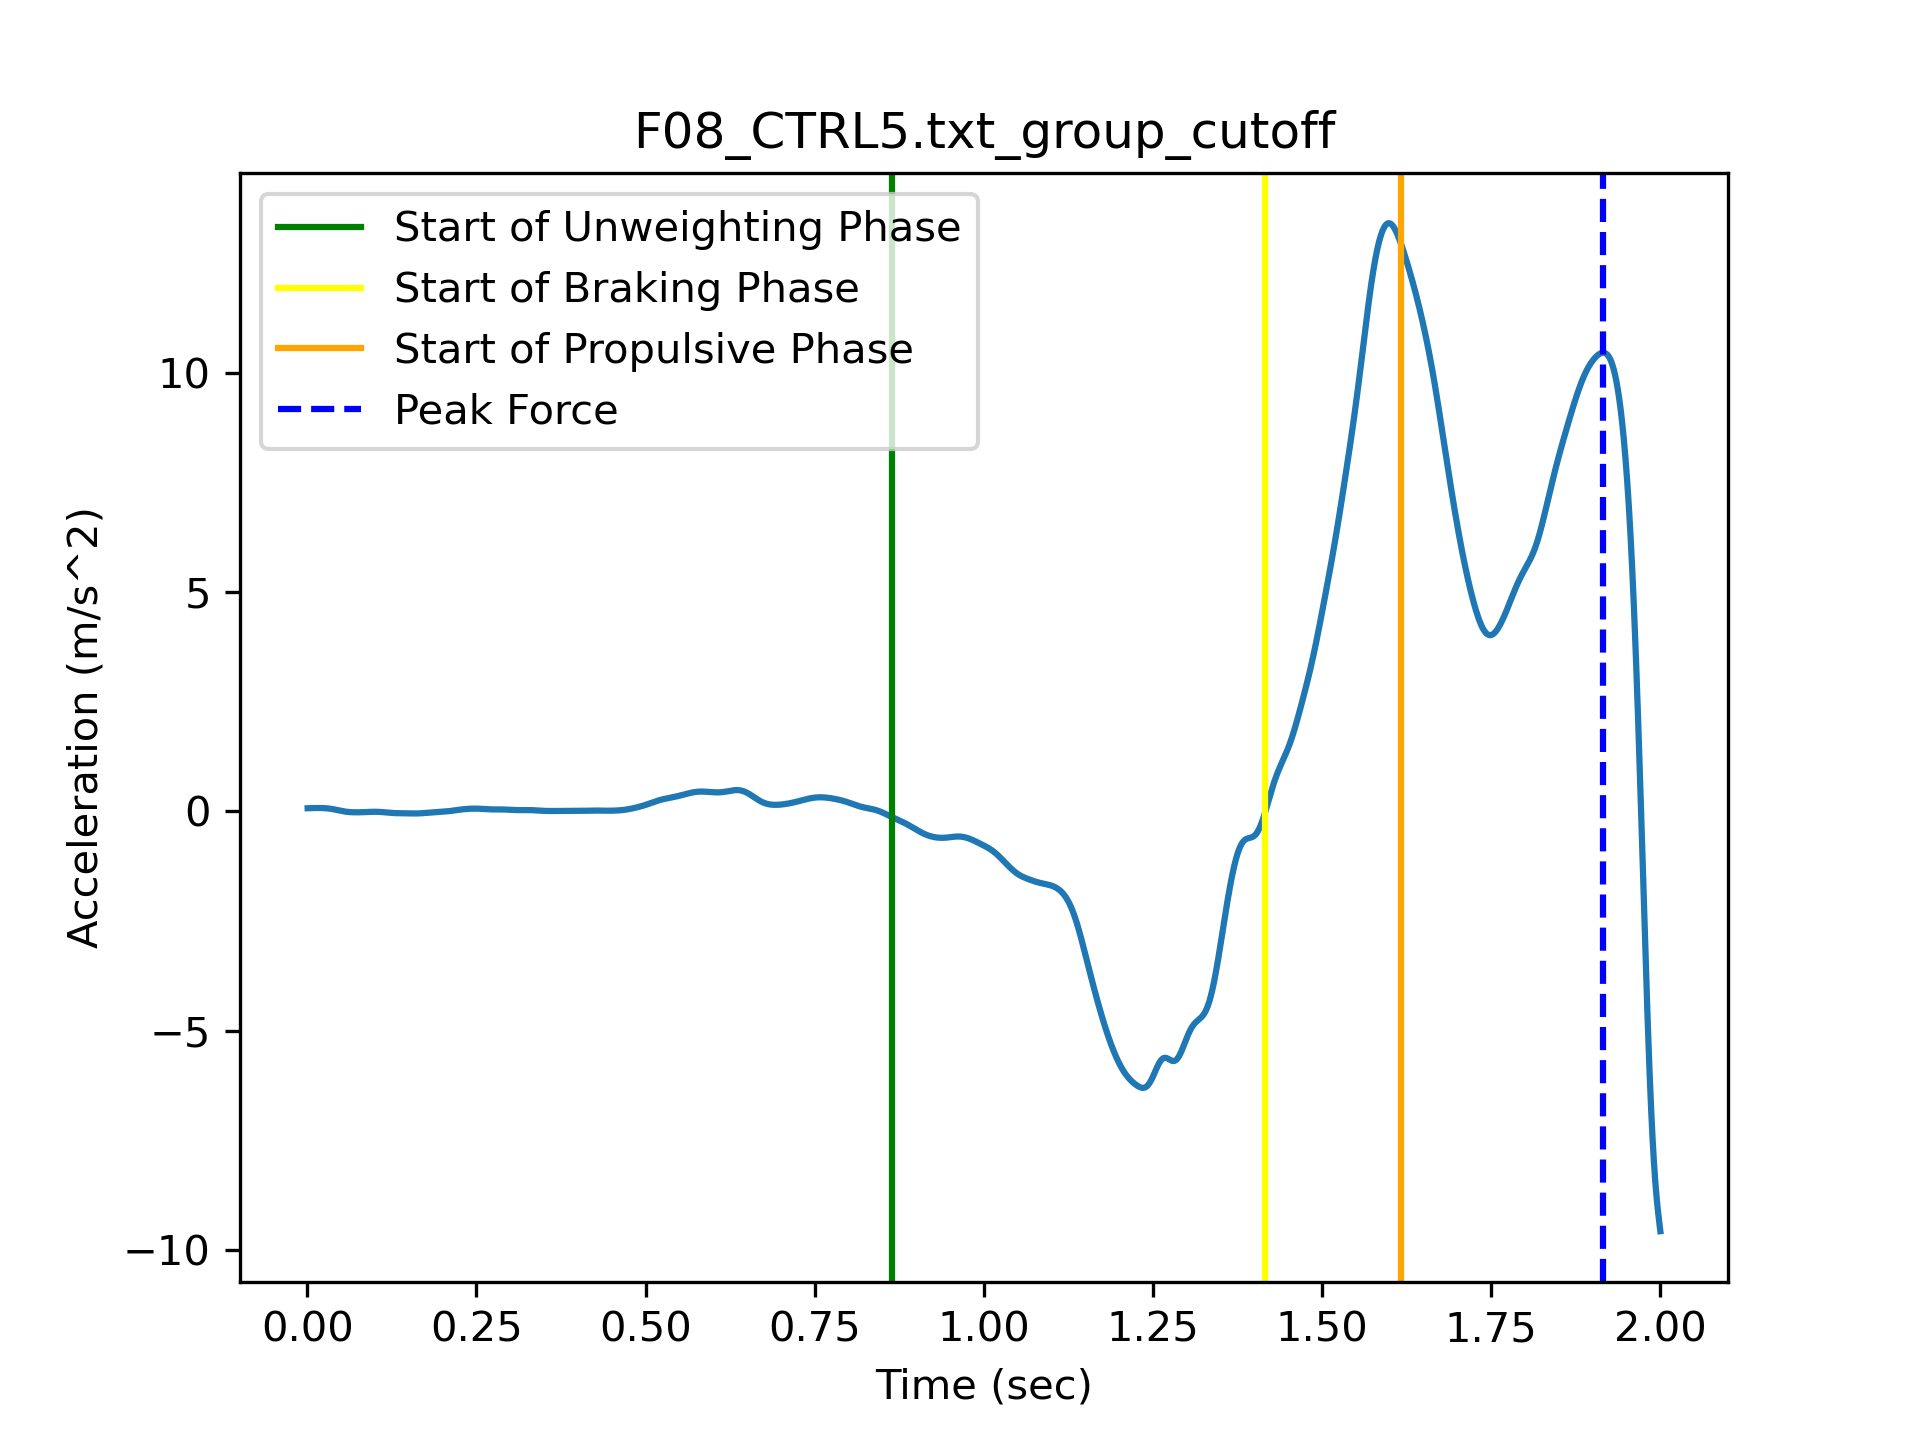 F08_CTRL5.txt_group_cutoff
Start of Unweighting Phase
Start of Braking Phase
Start of Propulsive Phase
Peak Force
Acceleration (m/s^2)
10
5
0
−5
−10
0.00 0.25 0.50 0.75 1.00 1.25 1.50 1.75 2.00
Time (sec)